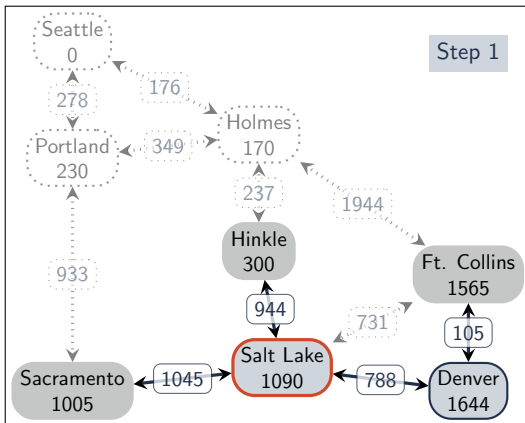 Seattle
0
Step 1
278
176
Holmes
170
Portland
230
349
237
1944
Hinkle
300
933
Ft. Collins
1565
944
731
105
Salt Lake
1090
Sacramento
1005
1045
788
Denver
1644